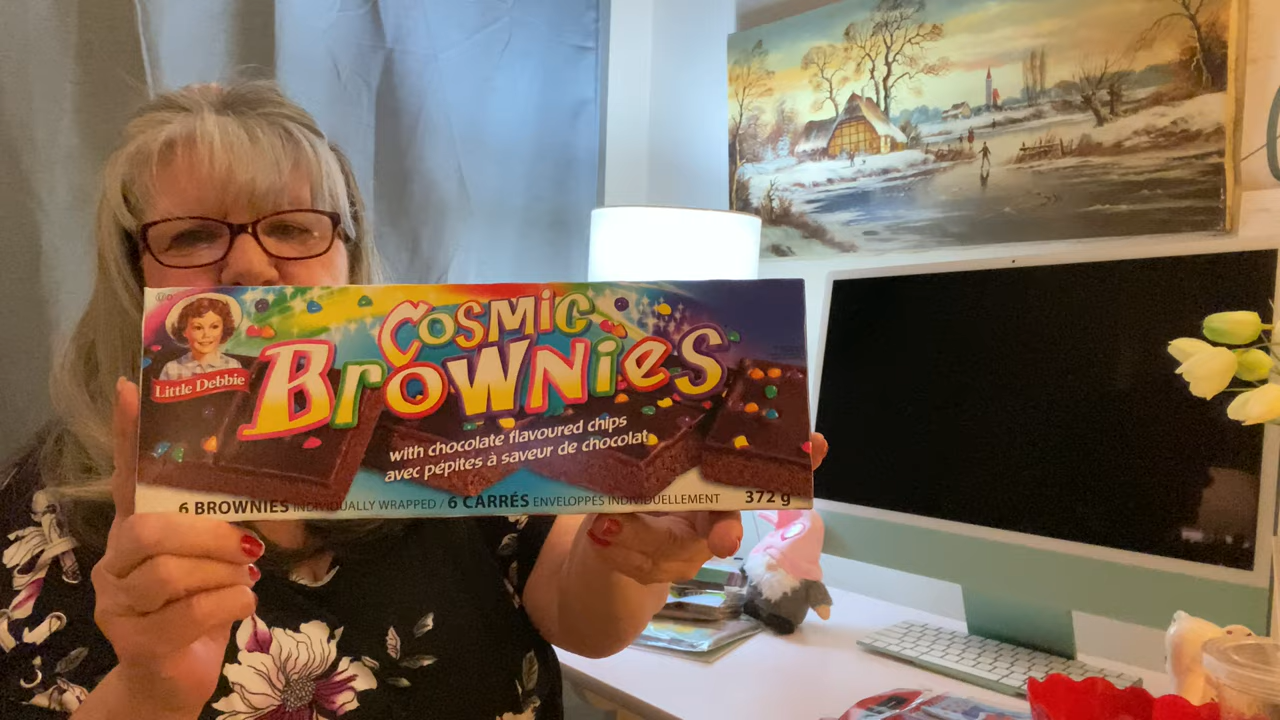 Little Debbie
COSMIC
BROWNIES
with chocolate flavoured chips
avec pépites à saveur de chocolat
6 BROWNIES INDIVIDUALLY WRAPPED / 6 CARRÉS ENVELOPPÉS INDIVIDUELLEMENT 372 g